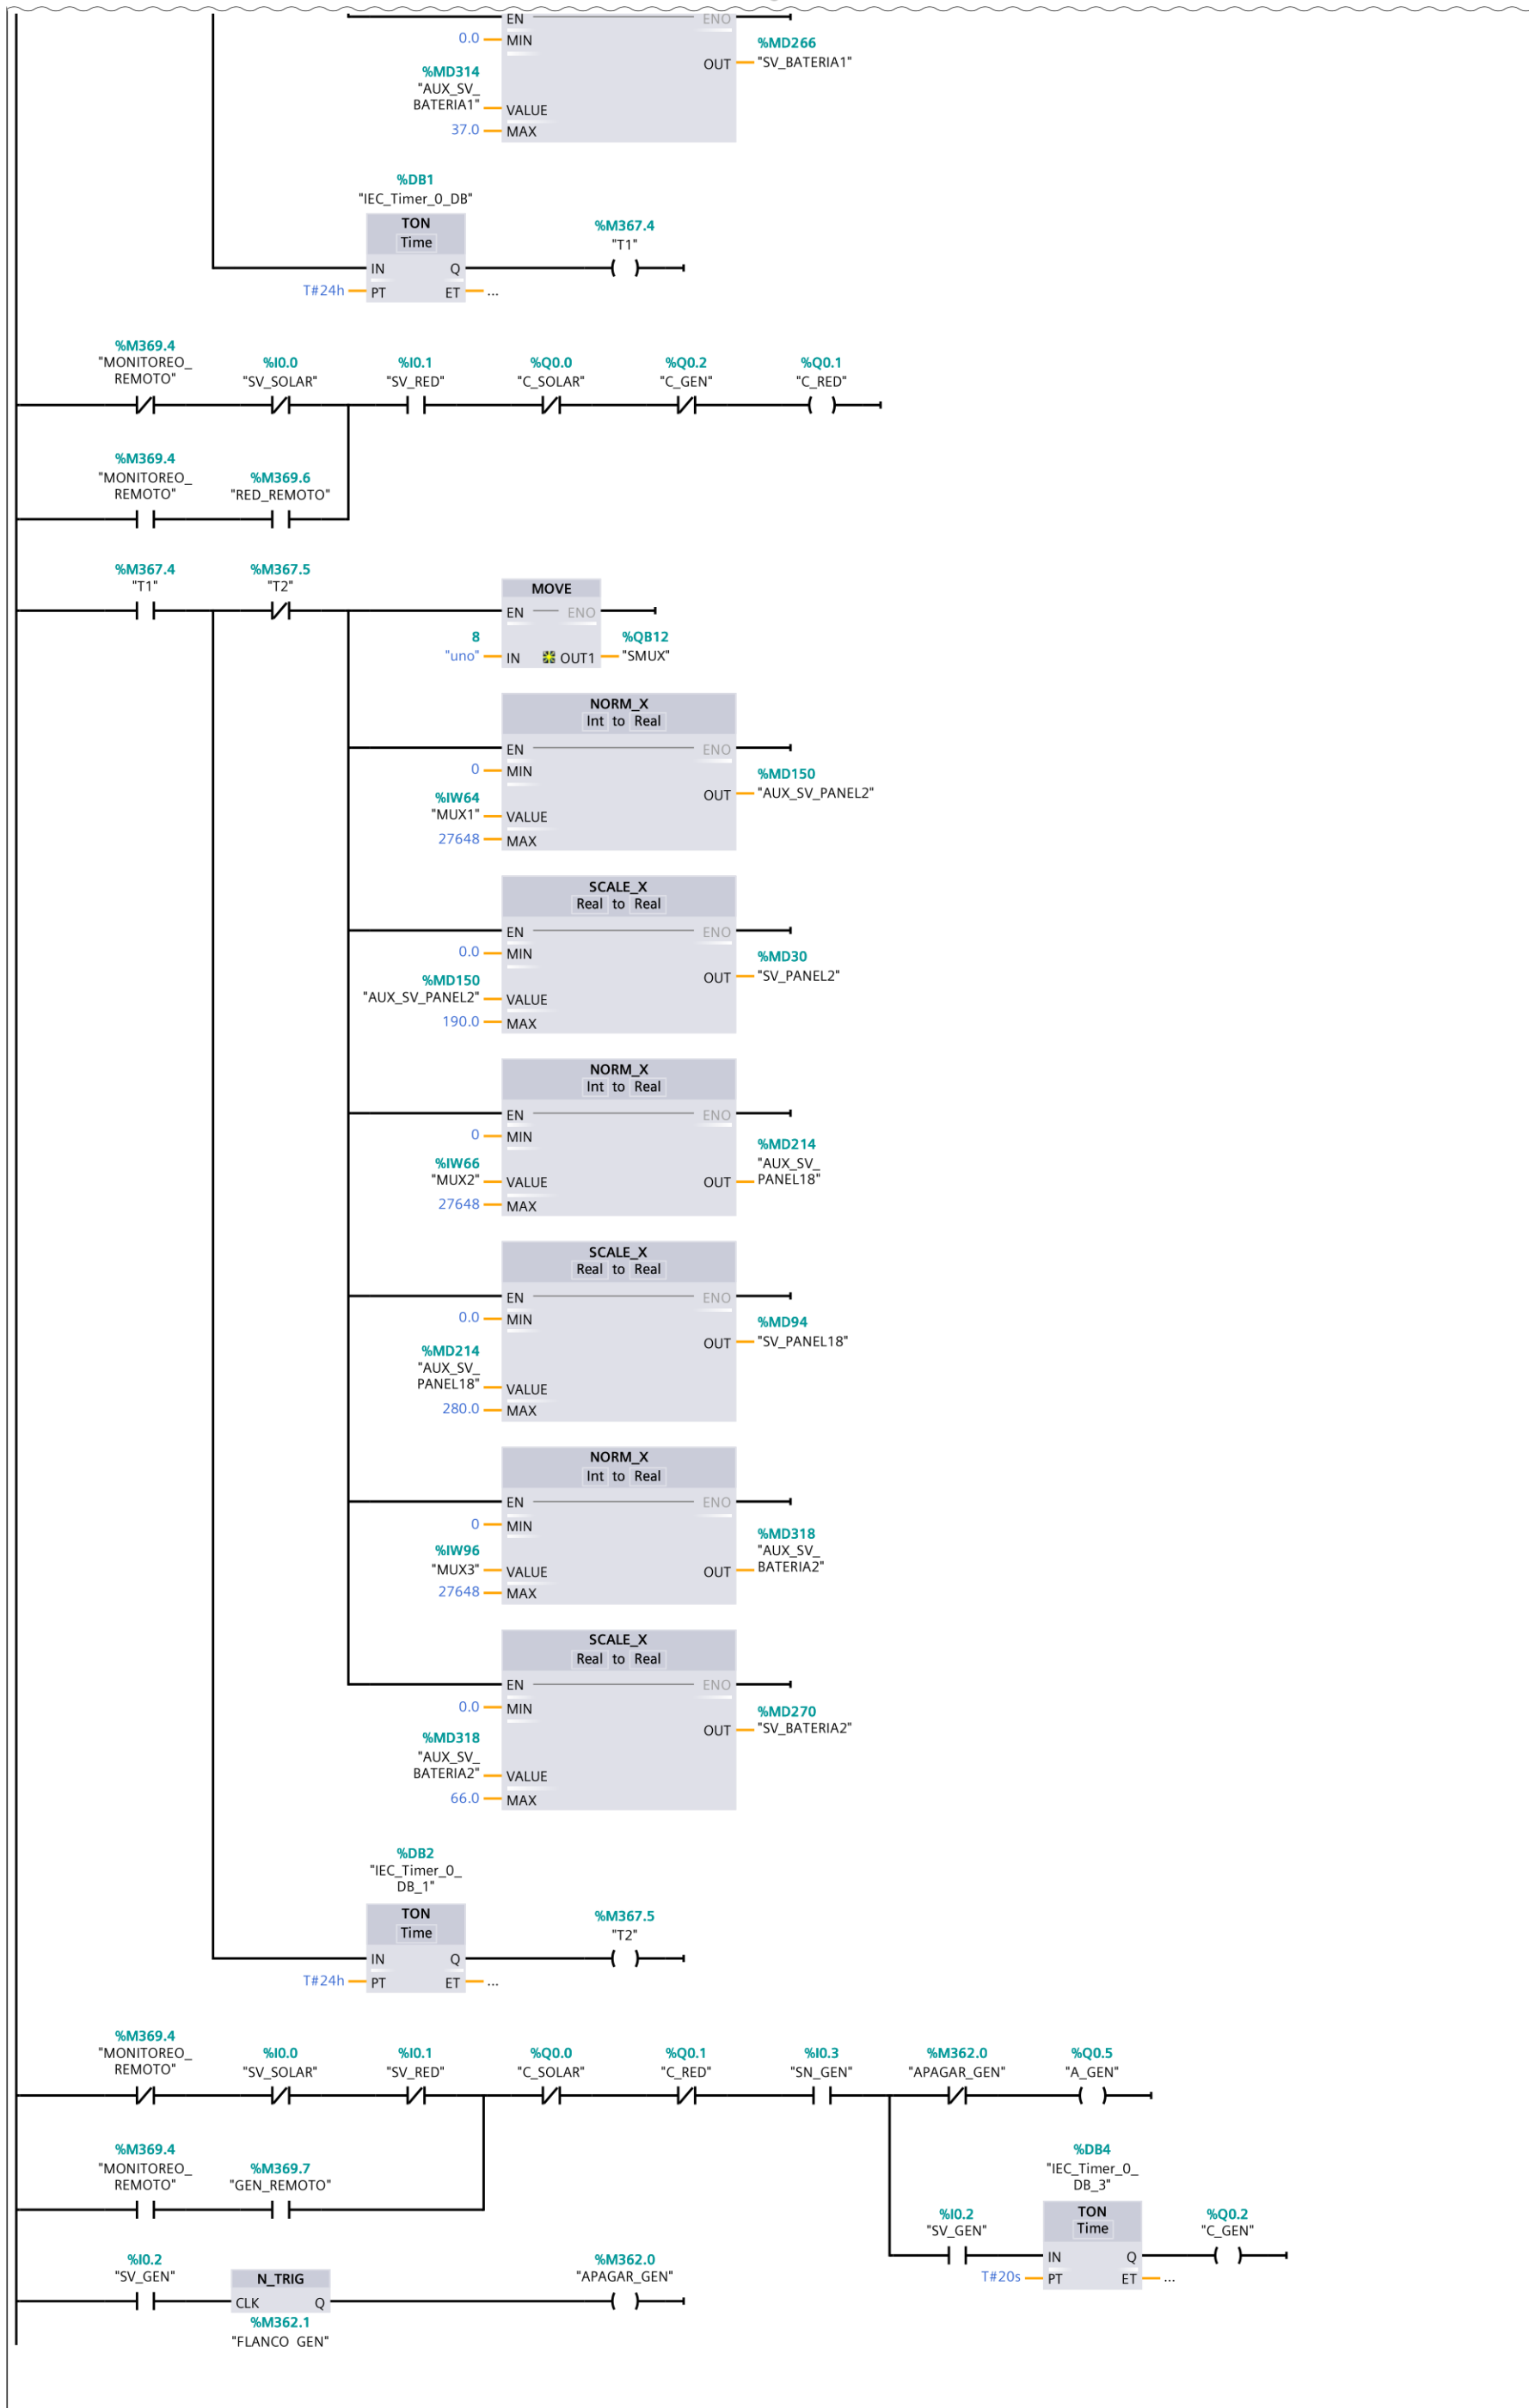 EN ENO
0.0 MIN
%MD266
OUT "SV_BATERIA1"
%MD314
"AUX_SV_
BATERIA1" VALUE
37.0 MAX
%DB1
"IEC_Timer_0_DB"
TON
Time
%M367.4
"T1"
IN Q
T#24h PT ET ...
%M369.4
"MONITOREO_
REMOTO"
%I0.0
"SV_SOLAR"
%I0.1
"SV_RED"
%Q0.0
"C_SOLAR"
%Q0.2
"C_GEN"
%Q0.1
"C_RED"
%M369.4
"MONITOREO_
REMOTO"
%M369.6
"RED_REMOTO"
%M367.4
"T1"
%M367.5
"T2"
MOVE
EN ENO
8
"uno" IN OUT1
%QB12
"SMUX"
NORM_X
Int to Real
EN ENO
0 MIN
%MD150
OUT "AUX_SV_PANEL2"
%IW64
"MUX1" VALUE
27648 MAX
SCALE_X
Real to Real
EN ENO
0.0 MIN
%MD30
OUT "SV_PANEL2"
%MD150
"AUX_SV_PANEL2" VALUE
190.0 MAX
NORM_X
Int to Real
EN ENO
0 MIN
%MD214
"AUX_SV_
OUT PANEL18"
%IW66
"MUX2" VALUE
27648 MAX
SCALE_X
Real to Real
EN ENO
0.0 MIN
%MD94
OUT "SV_PANEL18"
%MD214
"AUX_SV_
PANEL18" VALUE
280.0 MAX
NORM_X
Int to Real
EN ENO
0 MIN
%MD318
"AUX_SV_
OUT BATERIA2"
%IW96
"MUX3" VALUE
27648 MAX
SCALE_X
Real to Real
EN ENO
0.0 MIN
%MD270
OUT "SV_BATERIA2"
%MD318
"AUX_SV_
BATERIA2" VALUE
66.0 MAX
%DB2
"IEC_Timer_0_
DB_1"
TON
Time
%M367.5
"T2"
IN Q
T#24h PT ET ...
%M369.4
"MONITOREO_
REMOTO"
%I0.0
"SV_SOLAR"
%I0.1
"SV_RED"
%Q0.0
"C_SOLAR"
%Q0.1
"C_RED"
%I0.3
"SN_GEN"
%M362.0
"APAGAR_GEN"
%Q0.5
"A_GEN"
%M369.4
"MONITOREO_
REMOTO"
%M369.7
"GEN_REMOTO"
%DB4
"IEC_Timer_0_
DB_3"
%I0.2
"SV_GEN"
TON
Time
%Q0.2
"C_GEN"
IN Q
T#20s PT ET ...
%I0.2
"SV_GEN"
N_TRIG
CLK Q
%M362.1
"FLANCO GEN"
%M362.0
"APAGAR_GEN"